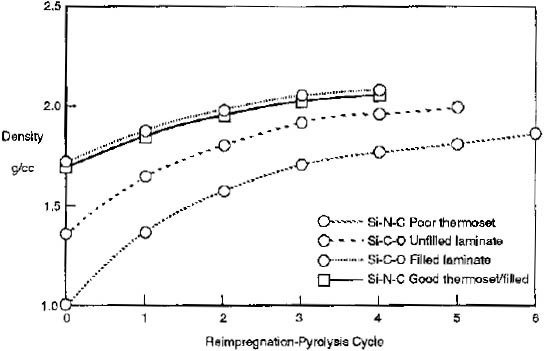 2.5
2.0
Density
g/cc
1.5
Si-N-C Poor thermoset
Si-C-O Unfilled laminate
Si-C-O Filled laminate
Si-N-C Good thermoset/filled
1.0
0 1 2 3 4 5 6
Reimpregnation-Pyrolysis Cycle